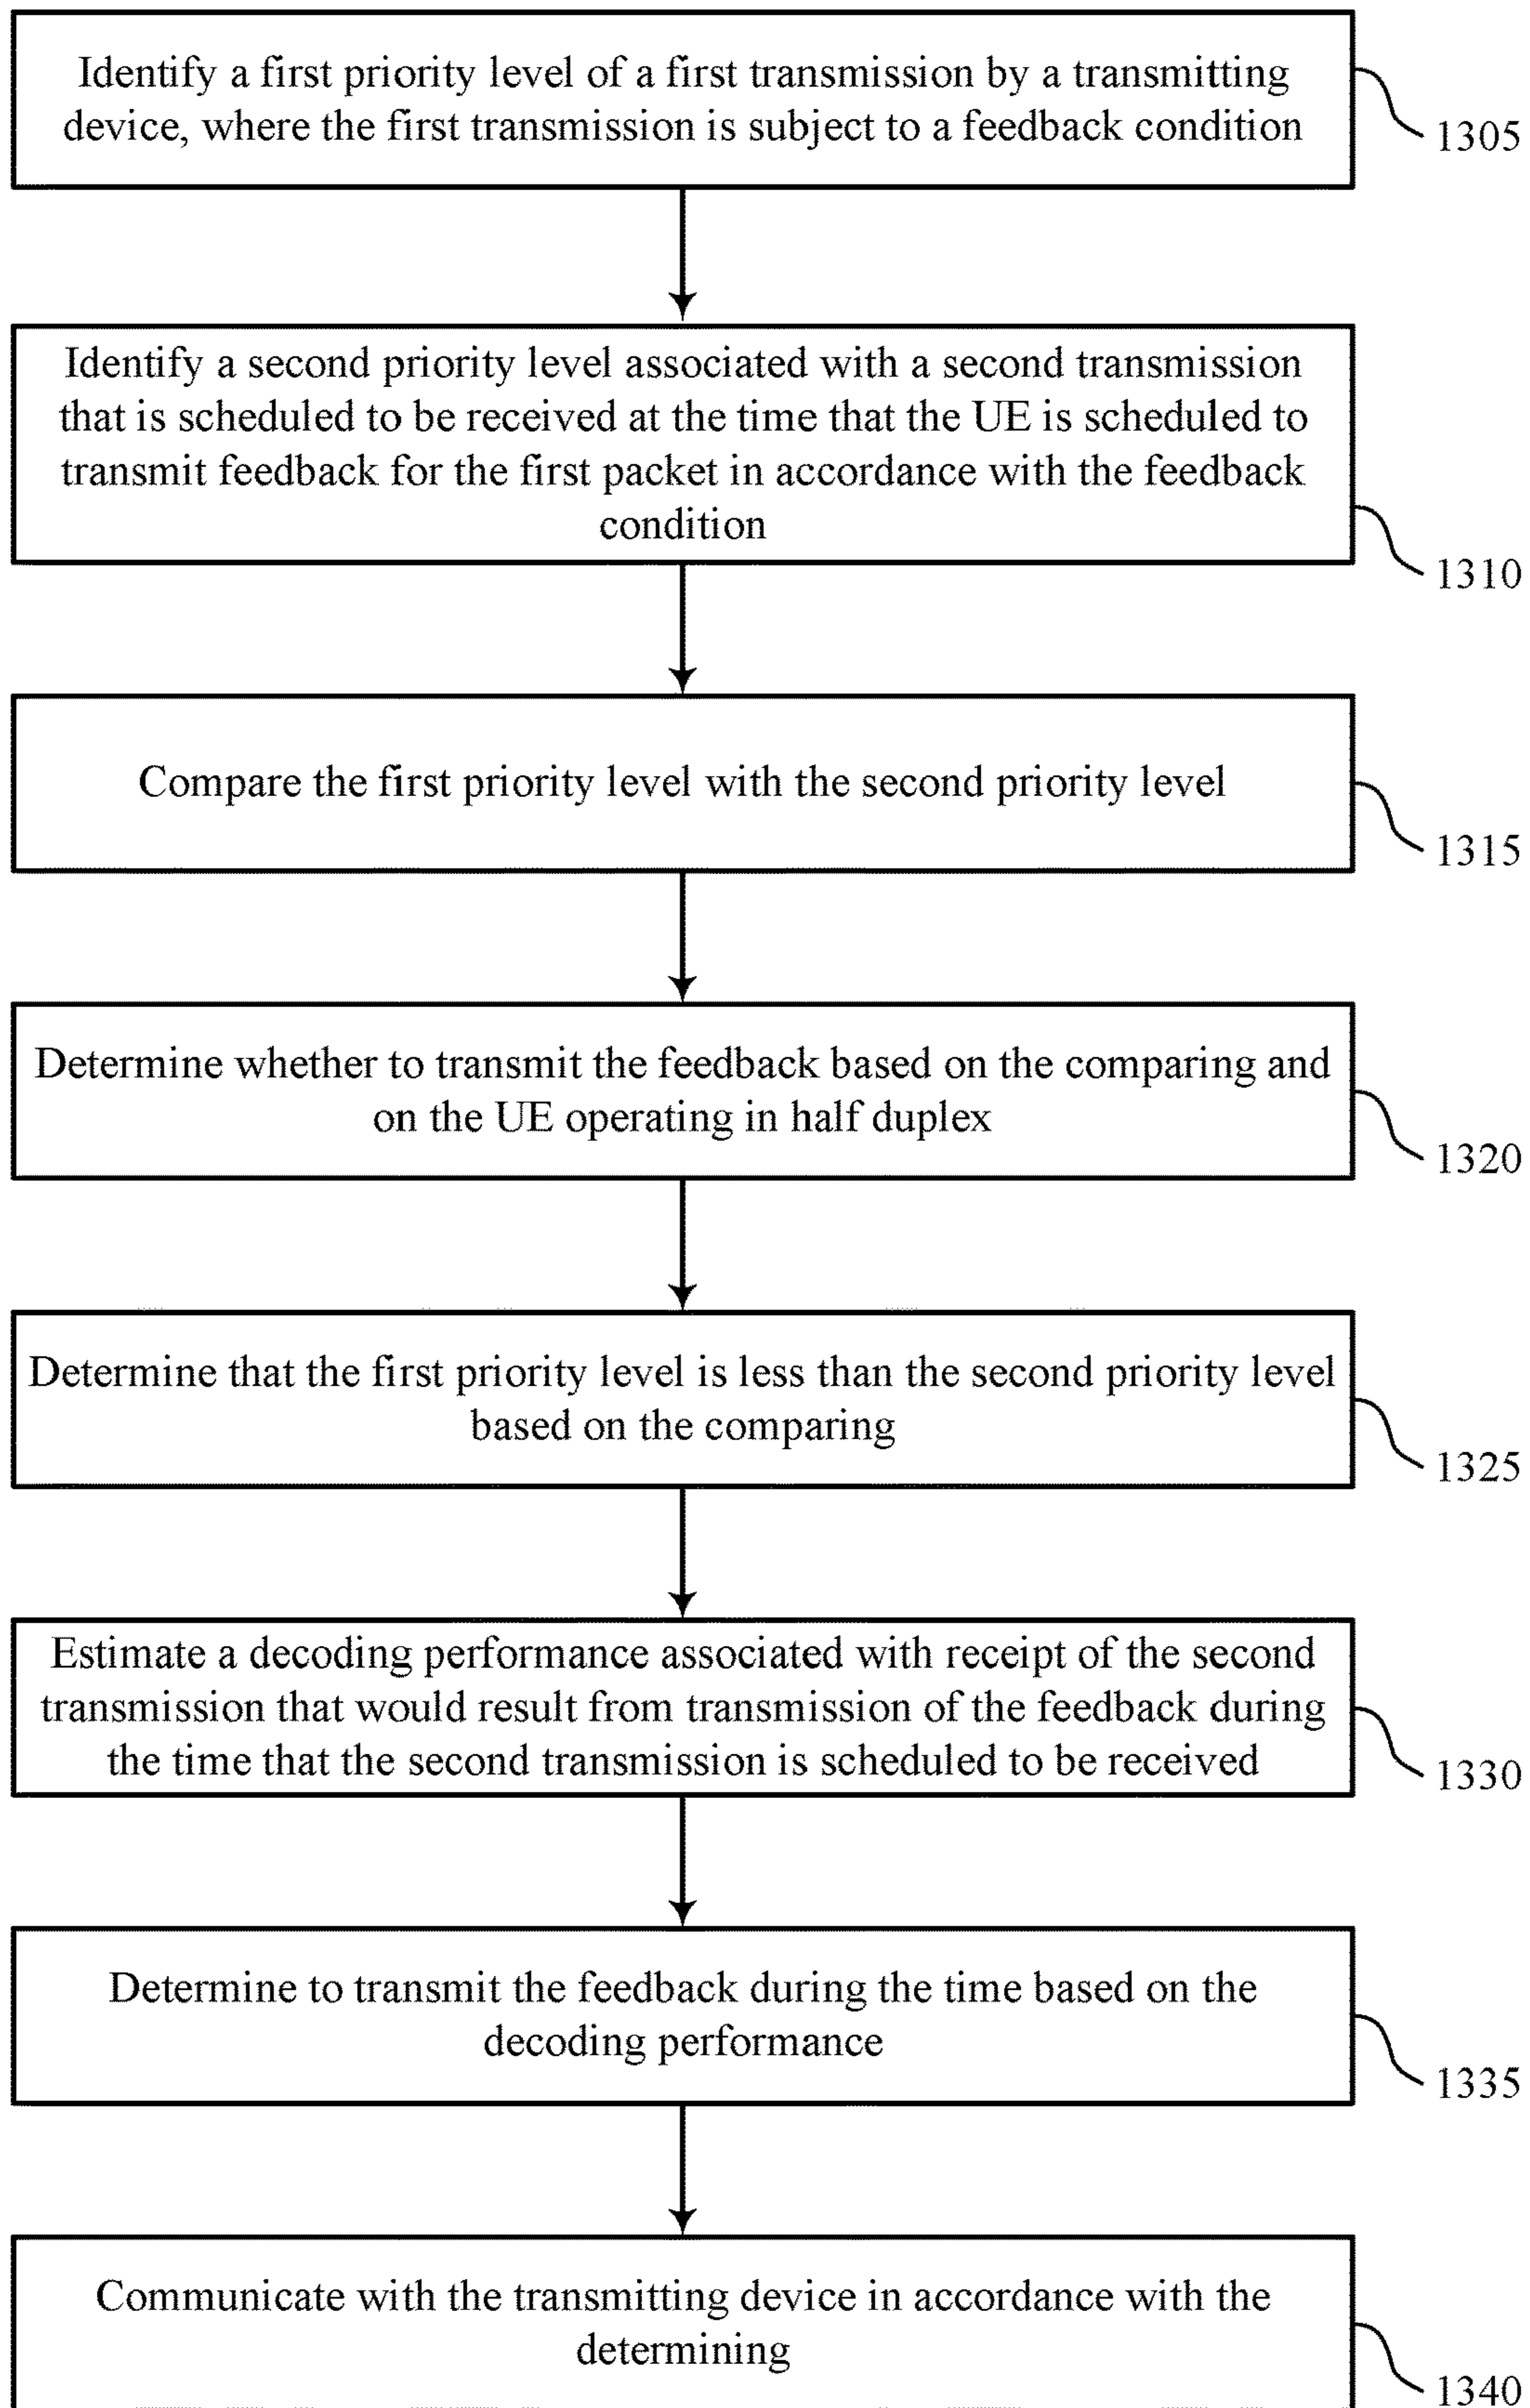 Identify a first priority level of a first transmission by a transmitting
device, where the first transmission is subject to a feedback condition
1305
Identify a second priority level associated with a second transmission
that is scheduled to be received at the time that the UE is scheduled to
transmit feedback for the first packet in accordance with the feedback
condition
1310
Compare the first priority level with the second priority level
1315
Determine whether to transmit the feedback based on the comparing and
on the UE operating in half duplex
1320
Determine that the first priority level is less than the second priority level
based on the comparing
1325
Estimate a decoding performance associated with receipt of the second
transmission that would result from transmission of the feedback during
the time that the second transmission is scheduled to be received
1330
Determine to transmit the feedback during the time based on the
decoding performance
1335
Communicate with the transmitting device in accordance with the
determining
1340